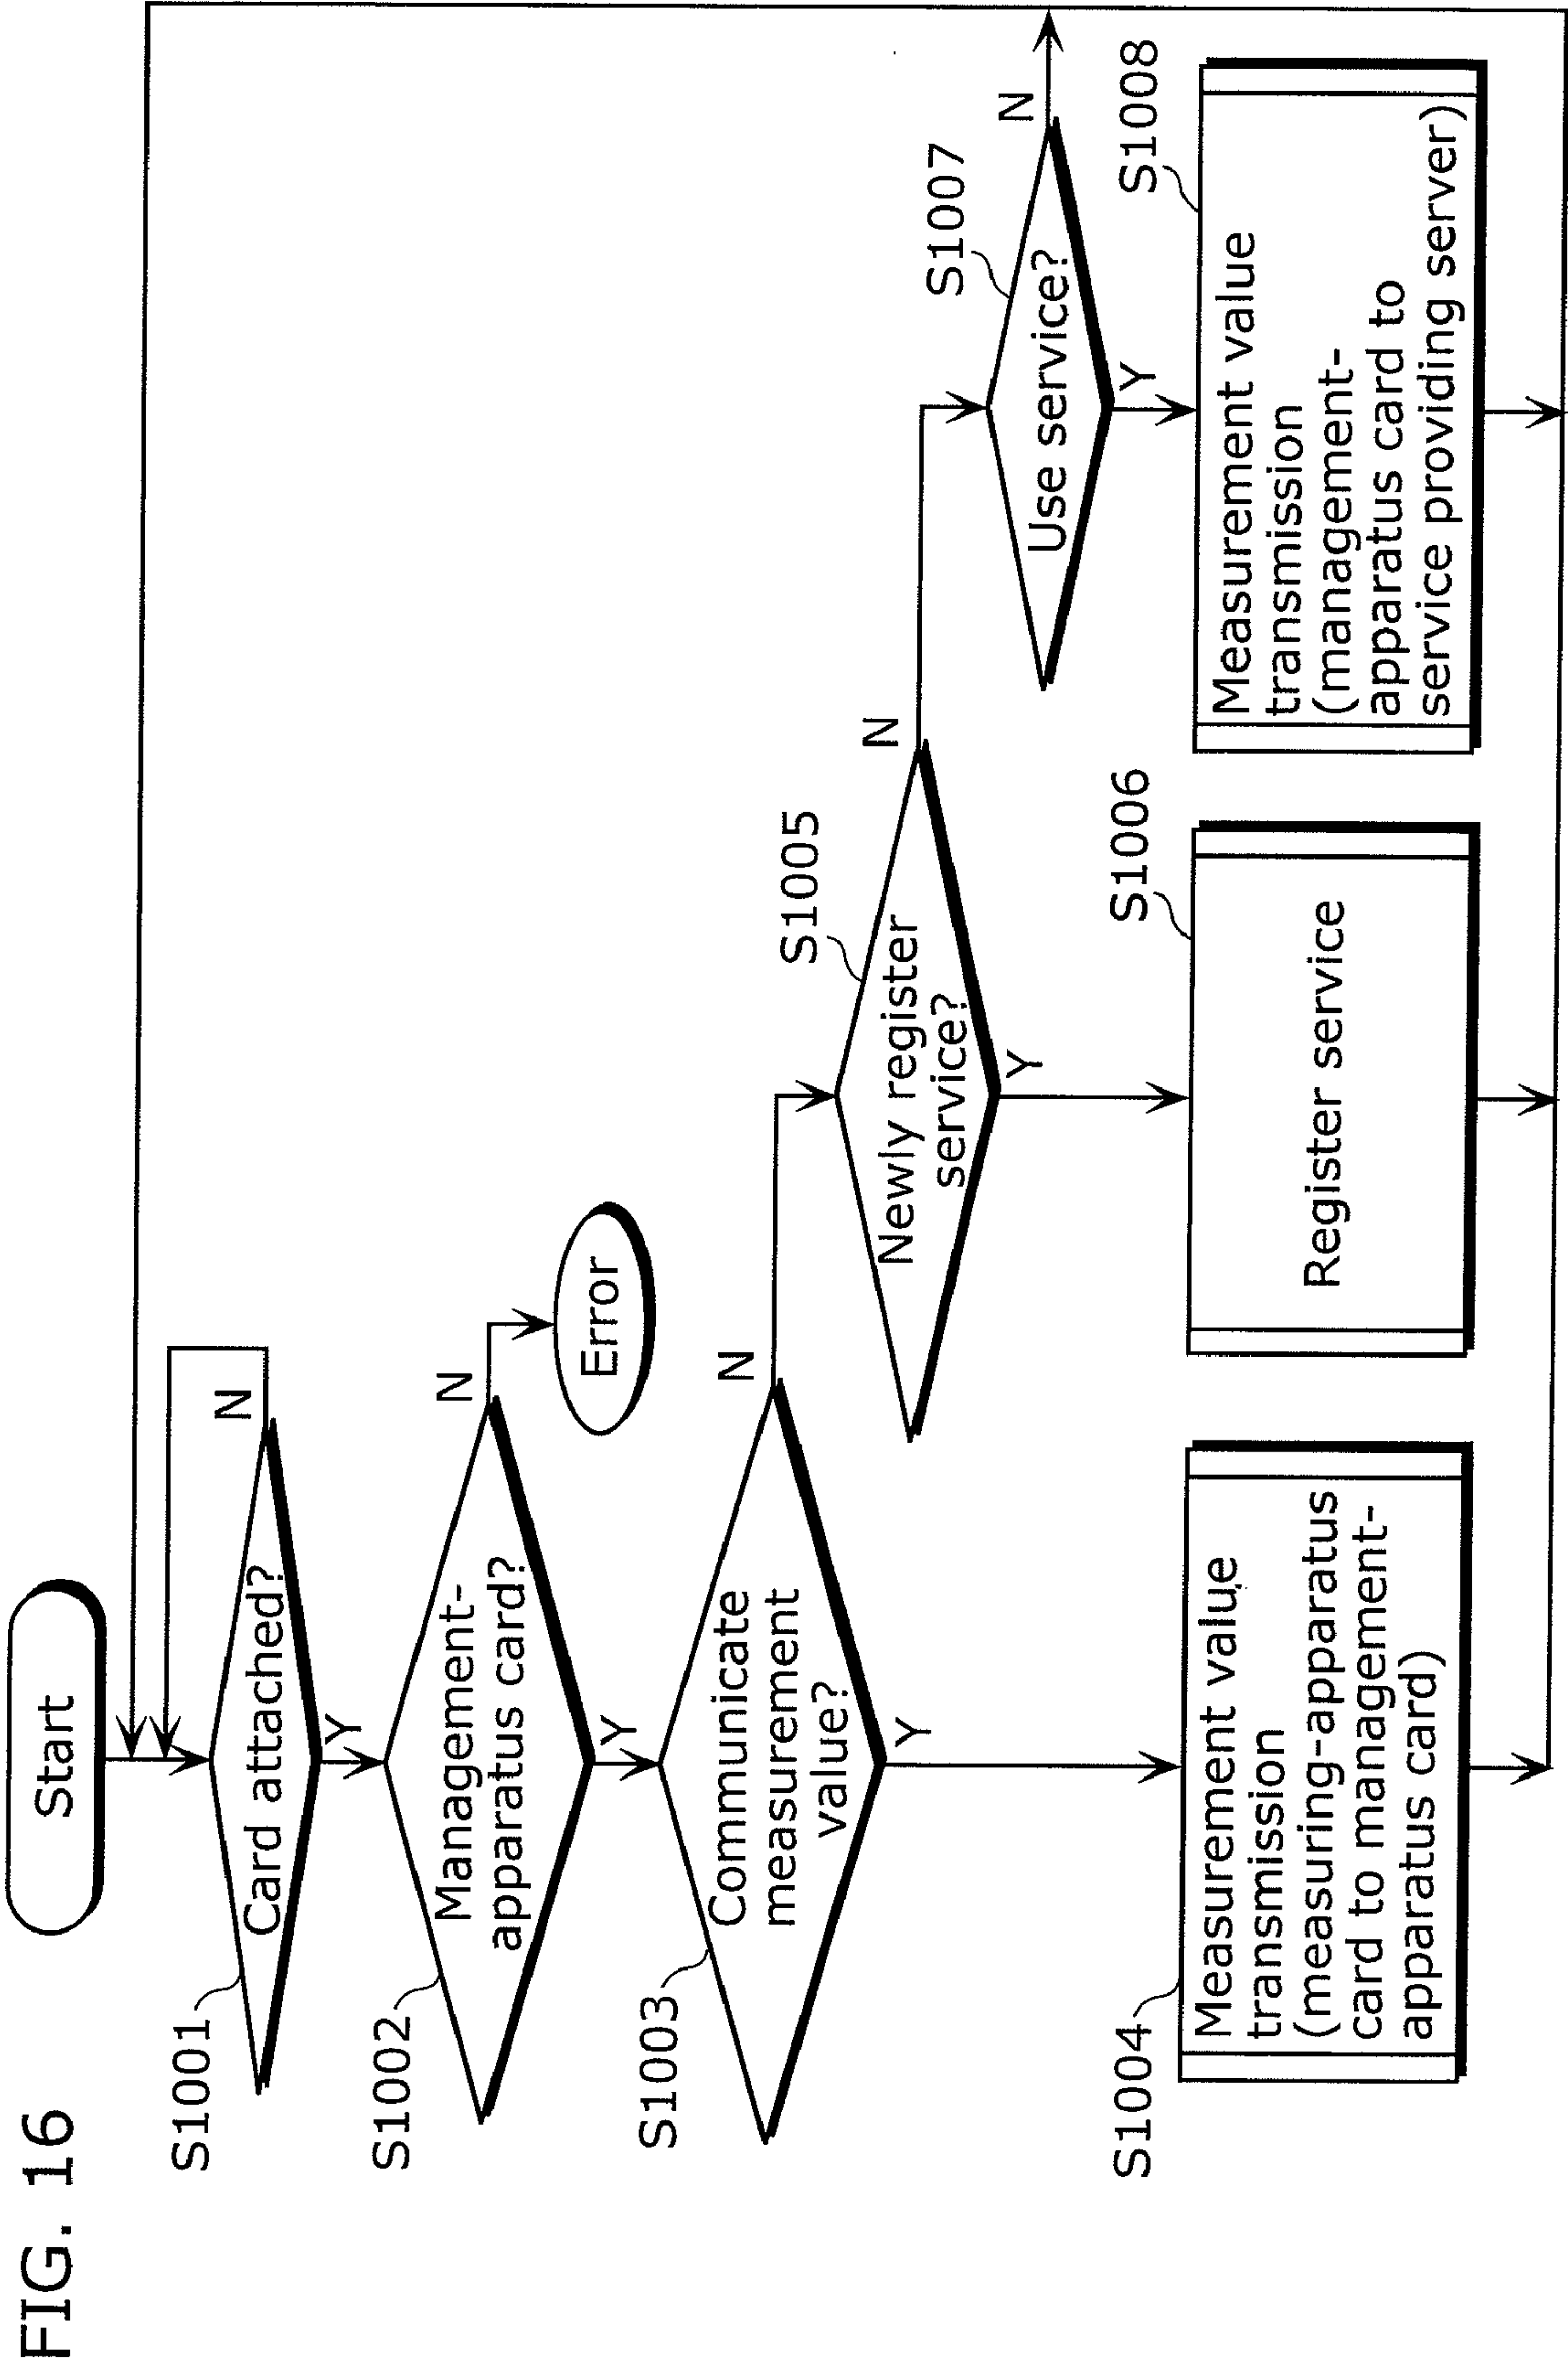 FIG. 16
Start
S1001
Card attached?
N
Y
S1002
Management-
apparatus card?
N
Error
Y
S1003
Communicate
measurement
value?
N
Y
S1005
Newly register
service?
N
Y
S1007
Use service?
N
Y
S1004
Measurement value
transmission
(measuring-apparatus
card to management-
apparatus card)
S1006
Register service
S1008
Measurement value
transmission
(management-
apparatus card to
service providing server)